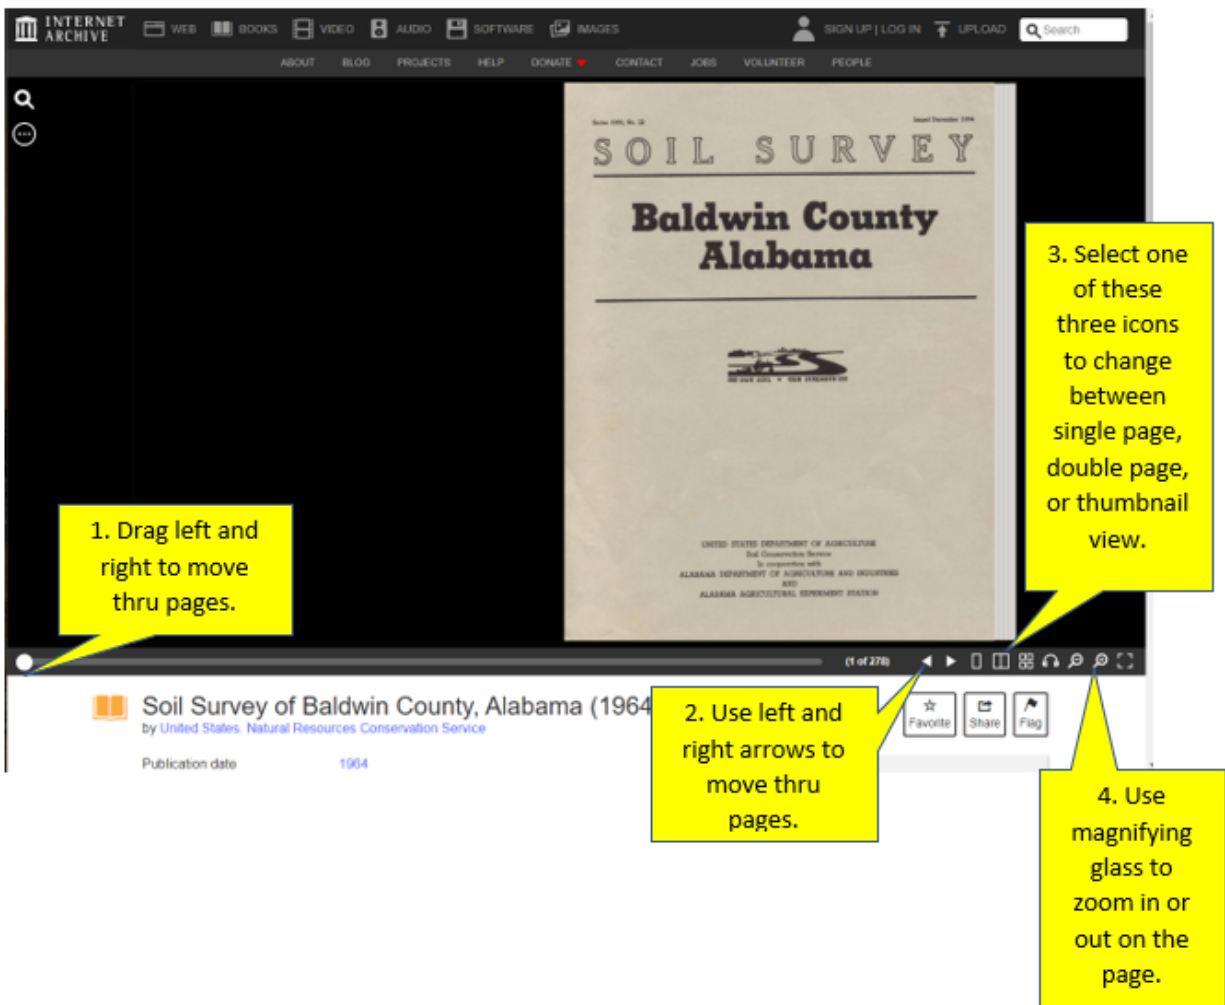 INTERNET
ARCHIVE
WEB BOOKS VIDEO AUDIO SOFTWARE IMAGES SIGN UP | LOG IN UPLOAD Search
ABOUT BLOG PROJECTS HELP DONATE CONTACT JOBS VOLUNTEER PEOPLE
Issued December 1964
SOIL SURVEY
Baldwin County
Alabama
UNITED STATES DEPARTMENT OF AGRICULTURE
Soil Conservation Service
In cooperation with
ALABAMA DEPARTMENT OF AGRICULTURE AND INDUSTRIES
AND
ALABAMA AGRICULTURAL EXPERIMENT STATION
3. Select one
of these
three icons
to change
between
single page,
double page,
or thumbnail
view.
1. Drag left and
right to move
thru pages.
(1 of 278)
Soil Survey of Baldwin County, Alabama (1964
by United States. Natural Resources Conservation Service
Publication date 1964
2. Use left and
right arrows to
move thru
pages.
Favorite Share Flag
4. Use
magnifying
glass to
zoom in or
out on the
page.